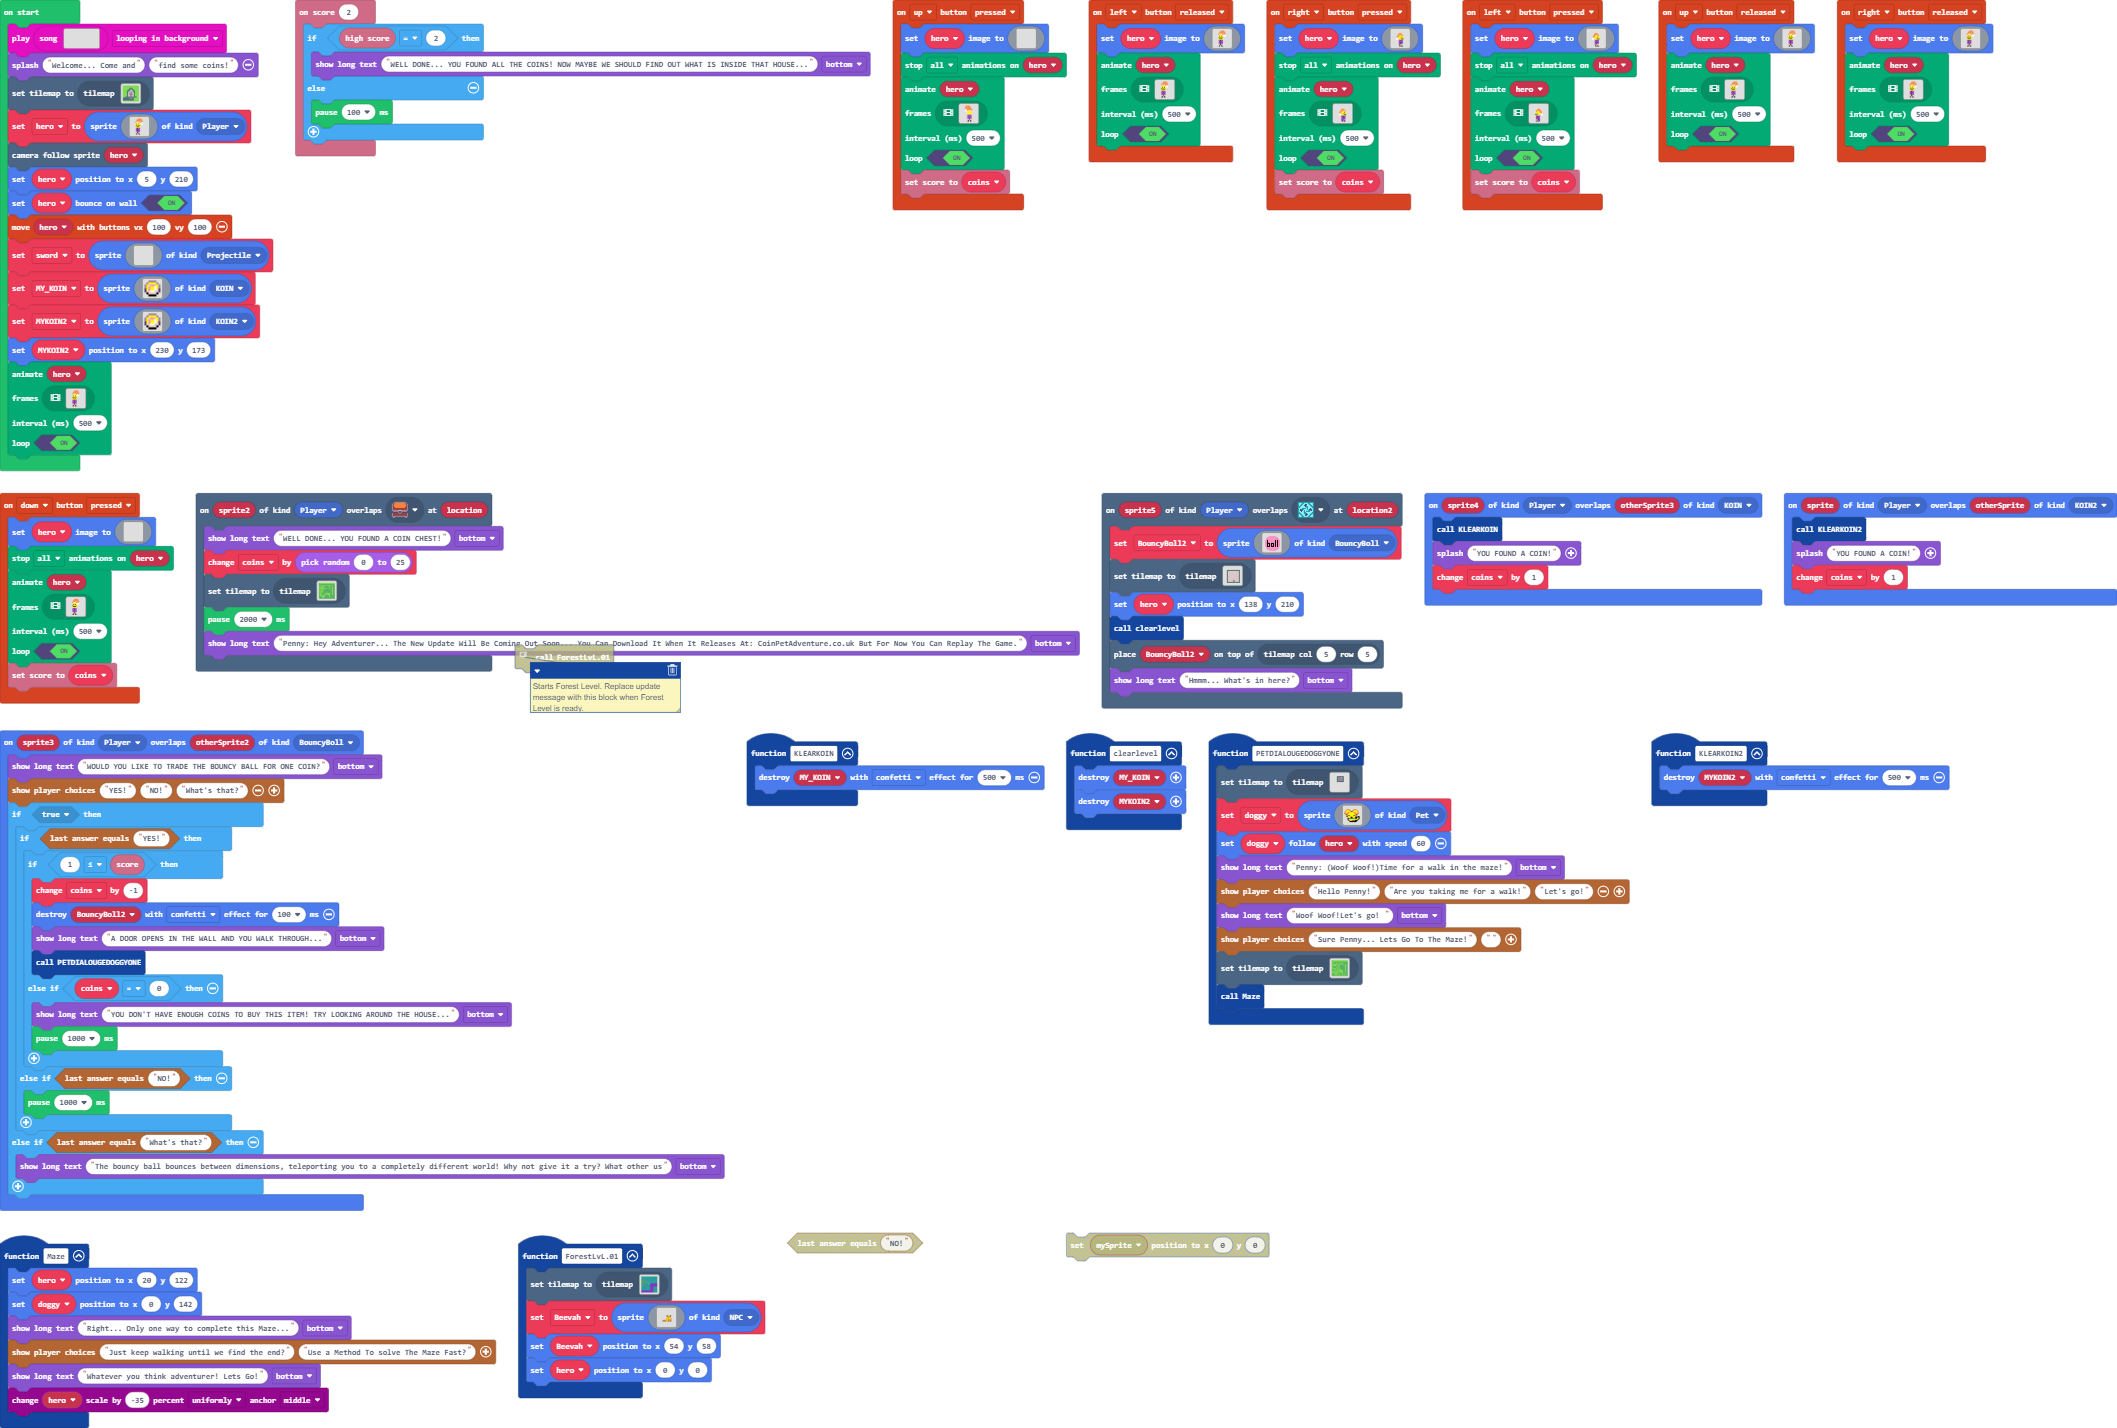 on start
play song looping in background
splash "Welcome... Come and" "find some coins!"
set tilemap to tilemap
set hero to sprite of kind Player
camera follow sprite hero
set hero position to x 5 y 210
set hero bounce on wall ON
move hero with buttons vx 100 vy 100
set sword to sprite of kind Projectile
set MY_KOIN to sprite of kind KOIN
set MYKOIN2 to sprite of kind KOIN2
set MYKOIN2 position to x 230 y 173
animate hero
frames
interval (ms) 500
loop ON
on score 2
if high score = 2 then
show long text "WELL DONE... YOU FOUND ALL THE COINS! NOW MAYBE WE SHOULD FIND OUT WHAT IS INSIDE THAT HOUSE..." bottom
else
pause 100 ms
on up button pressed
set hero image to
stop all animations on hero
animate hero
frames
interval (ms) 500
loop ON
set score to coins
on left button released
set hero image to
animate hero
frames
interval (ms) 500
loop ON
on right button pressed
set hero image to
stop all animations on hero
animate hero
frames
interval (ms) 500
loop ON
set score to coins
on left button pressed
set hero image to
stop all animations on hero
animate hero
frames
interval (ms) 500
loop ON
set score to coins
on up button released
set hero image to
animate hero
frames
interval (ms) 500
loop ON
on right button released
set hero image to
animate hero
frames
interval (ms) 500
loop ON
on down button pressed
set hero image to
stop all animations on hero
animate hero
frames
interval (ms) 500
loop ON
set score to coins
on sprite2 of kind Player overlaps at location
show long text "WELL DONE... YOU FOUND A COIN CHEST!" bottom
change coins by pick random 0 to 25
set tilemap to tilemap
pause 2000 ms
show long text "Penny: Hey Adventurer... The New Update Will Be Coming Out Soon... You Can Download It When It Releases At: CoinPetAdventure.co.uk But For Now You Can Replay The Game." bottom
call ForestLvL.01
Starts Forest Level. Replace update
message with this block when Forest
Level is ready.
on sprite5 of kind Player overlaps at location2
set BouncyBoll2 to sprite boll of kind BouncyBoll
set tilemap to tilemap
set hero position to x 138 y 210
call clearlevel
place BouncyBoll2 on top of tilemap col 5 row 5
show long text "Hmmm... What's in here?" bottom
on sprite4 of kind Player overlaps otherSprite3 of kind KOIN
call KLEARKOIN
splash "YOU FOUND A COIN!"
change coins by 1
on sprite of kind Player overlaps otherSprite of kind KOIN2
call KLEARKOIN2
splash "YOU FOUND A COIN!"
change coins by 1
on sprite3 of kind Player overlaps otherSprite2 of kind BouncyBoll
show long text "WOULD YOU LIKE TO TRADE THE BOUNCY BALL FOR ONE COIN?" bottom
show player choices "YES!" "NO!" "What's that?"
if true then
if last answer equals "YES!" then
if 1 ≤ score then
change coins by -1
destroy BouncyBoll2 with confetti effect for 100 ms
show long text "A DOOR OPENS IN THE WALL AND YOU WALK THROUGH..." bottom
call PETDIALOUGEDOGGYONE
else if coins = 0 then
show long text "YOU DON'T HAVE ENOUGH COINS TO BUY THIS ITEM! TRY LOOKING AROUND THE HOUSE..." bottom
pause 1000 ms
else if last answer equals "NO!" then
pause 1000 ms
else if last answer equals "What's that?" then
show long text "The bouncy ball bounces between dimensions, teleporting you to a completely different world! Why not give it a try? What other us" bottom
function KLEARKOIN
destroy MY_KOIN with confetti effect for 500 ms
function clearlevel
destroy MY_KOIN
destroy MYKOIN2
function PETDIALOUGEDOGGYONE
set tilemap to tilemap
set doggy to sprite of kind Pet
set doggy follow hero with speed 60
show long text "Penny: (Woof Woof!)Time for a walk in the maze!" bottom
show player choices "Hello Penny!" "Are you taking me for a walk!" "Let's go!"
show long text "Woof Woof!Let's go! " bottom
show player choices "Sure Penny... Lets Go To The Maze!" ""
set tilemap to tilemap
call Maze
function KLEARKOIN2
destroy MYKOIN2 with confetti effect for 500 ms
function Maze
set hero position to x 20 y 122
set doggy position to x 0 y 142
show long text "Right... Only one way to complete this Maze..." bottom
show player choices "Just keep walking until we find the end?" "Use a Method To solve The Maze Fast?"
show long text "Whatever you think adventurer! Lets Go!" bottom
change hero scale by -35 percent uniformly anchor middle
function ForestLvL.01
set tilemap to tilemap
set Beevah to sprite of kind NPC
set Beevah position to x 54 y 58
set hero position to x 0 y 0
last answer equals "NO!"
set mySprite position to x 0 y 0